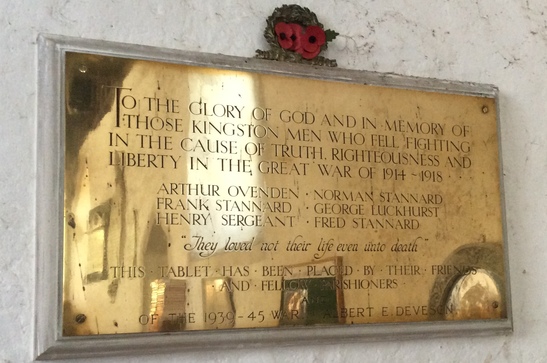 TO THE GLORY OF GOD AND IN MEMORY OF
THOSE KINGSTON MEN WHO FELL FIGHTING
IN THE CAUSE OF TRUTH, RIGHTEOUSNESS AND
LIBERTY IN THE GREAT WAR OF 1914~1918 ·
ARTHUR OVENDEN · NORMAN STANNARD
FRANK STANNARD · GEORGE LUCKHURST
HENRY SERGEANT · FRED STANNARD
"They loved not their life even unto death"
THIS · TABLET · HAS · BEEN · PLACED · BY · THEIR · FRIENDS
· AND · FELLOW PARISHIONERS ·
OF THE 1939-45 WAR ALBERT E.